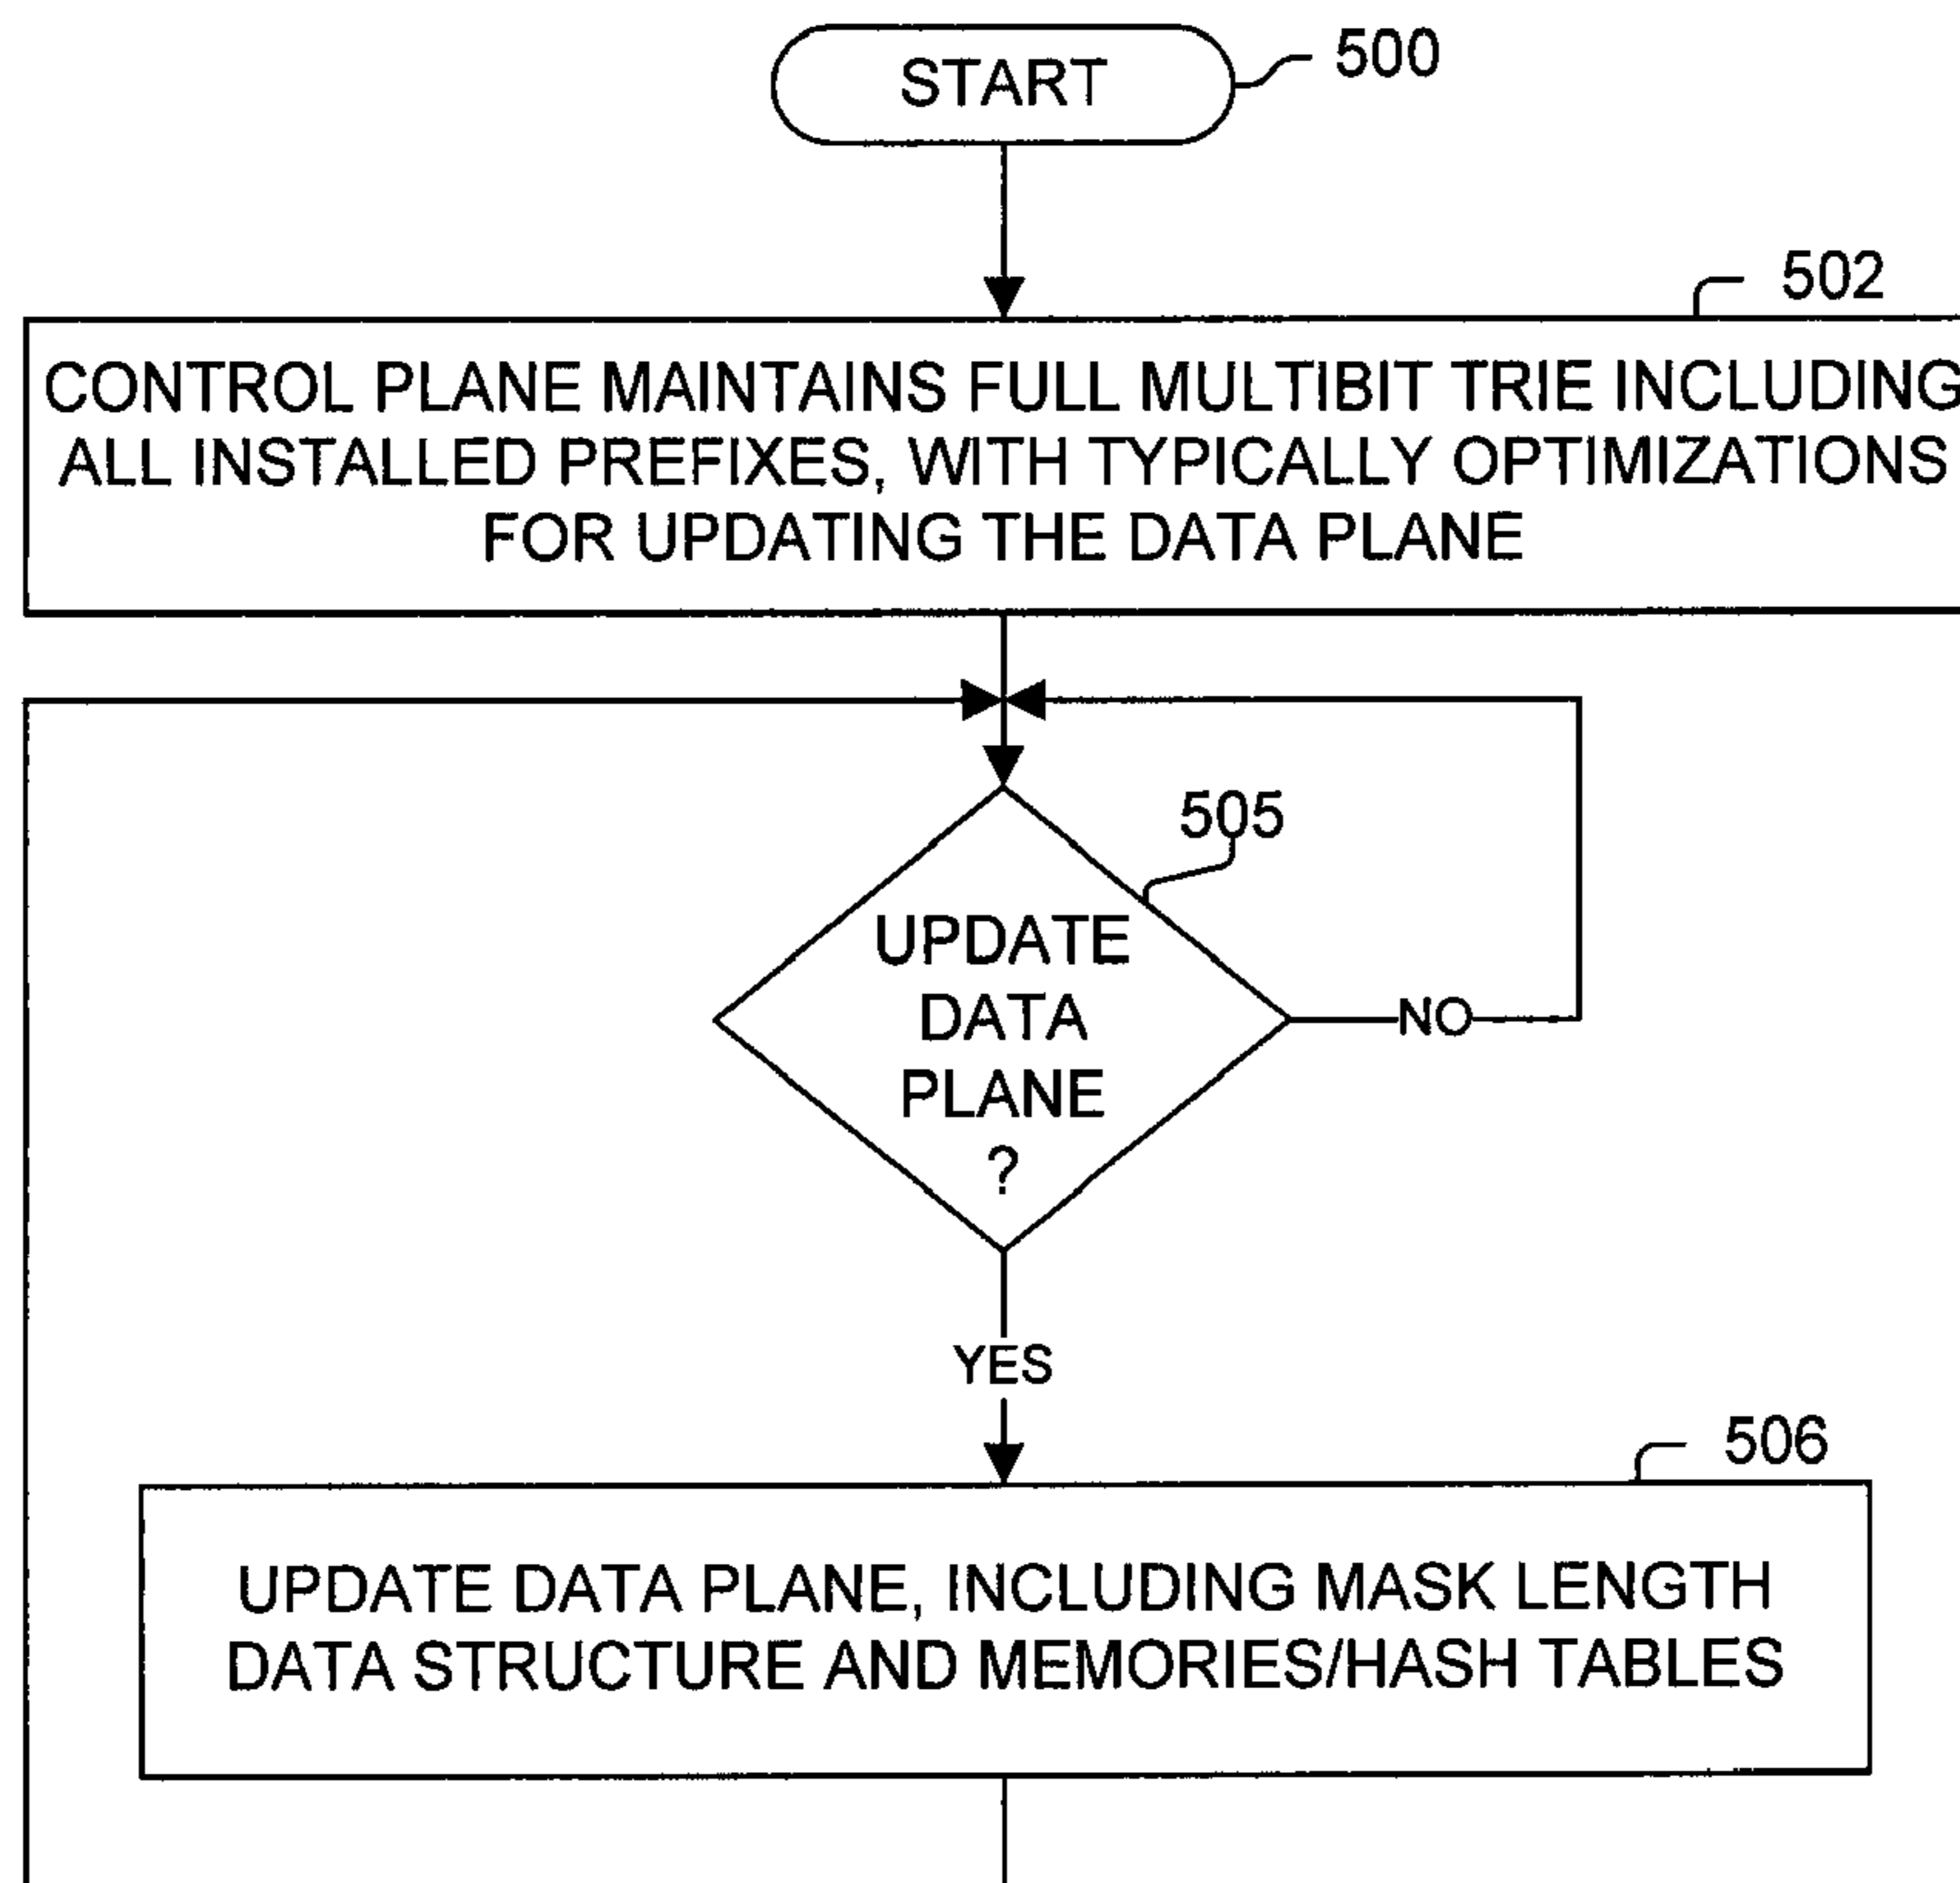 START
500
502
CONTROL PLANE MAINTAINS FULL MULTIBIT TRIE INCLUDING
ALL INSTALLED PREFIXES, WITH TYPICALLY OPTIMIZATIONS
FOR UPDATING THE DATA PLANE
505
UPDATE
DATA
PLANE
?
NO
YES
506
UPDATE DATA PLANE, INCLUDING MASK LENGTH
DATA STRUCTURE AND MEMORIES/HASH TABLES